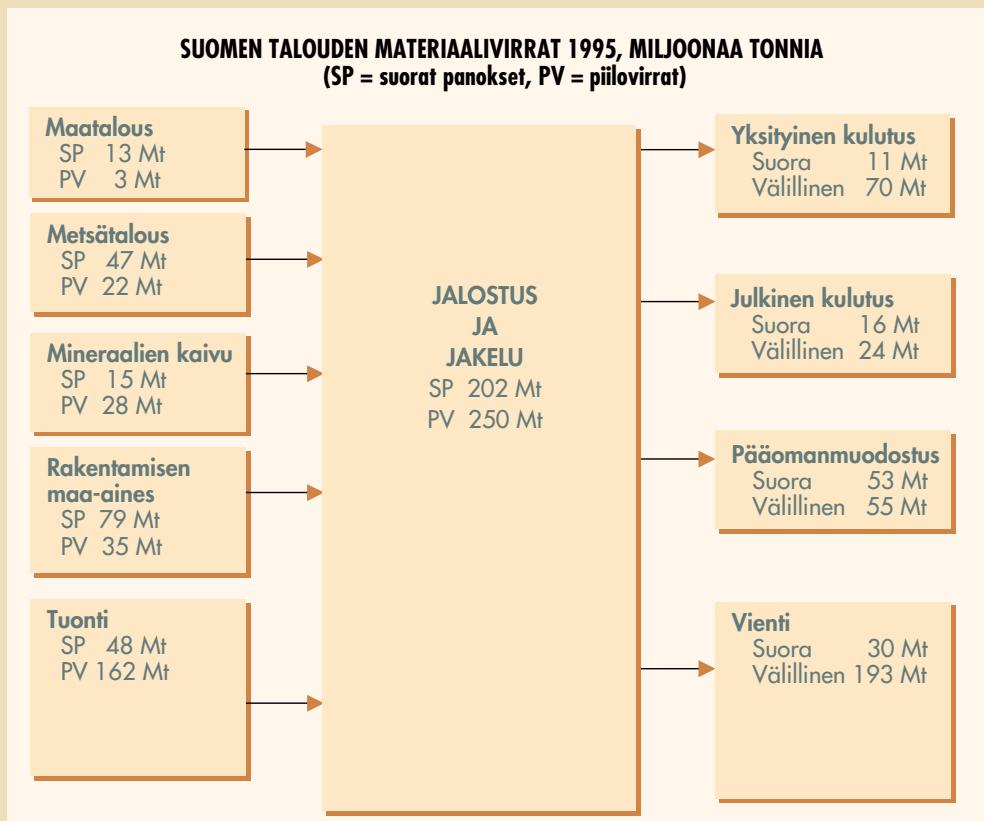 SUOMEN TALOUDEN MATERIAALIVIRRAT 1995, MILJOONAA TONNIA
(SP = suorat panokset, PV = piilovirrat)
Maatalous
SP 13 Mt
PV 3 Mt
Metsätalous
SP 47 Mt
PV 22 Mt
Mineraalien kaivu
SP 15 Mt
PV 28 Mt
Rakentamisen
maa-aines
SP 79 Mt
PV 35 Mt
Tuonti
SP 48 Mt
PV 162 Mt
JALOSTUS
JA
JAKELU
SP 202 Mt
PV 250 Mt
Yksityinen kulutus
Suora 11 Mt
Välillinen 70 Mt
Julkinen kulutus
Suora 16 Mt
Välillinen 24 Mt
Pääomanmuodostus
Suora 53 Mt
Välillinen 55 Mt
Vienti
Suora 30 Mt
Välillinen 193 Mt